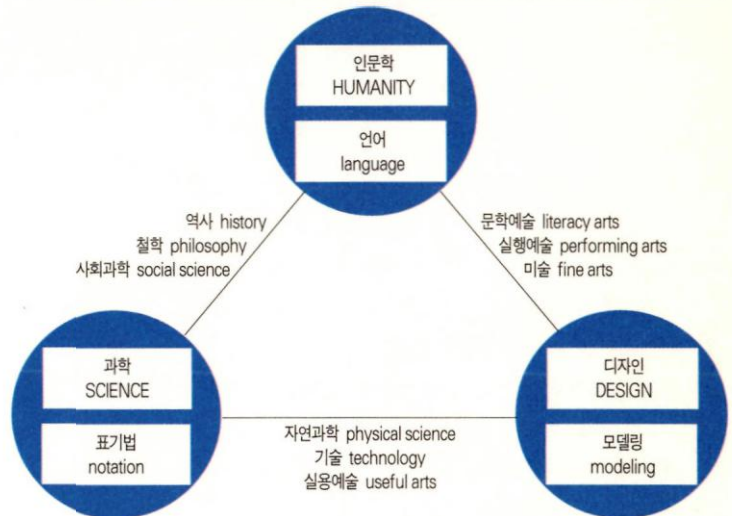 인문학
HUMANITY
언어
language
역사 history
철학 philosophy
사회과학 social science
문학예술 literacy arts
실행예술 performing arts
미술 fine arts
과학
SCIENCE
표기법
notation
자연과학 physical science
기술 technology
실용예술 useful arts
디자인
DESIGN
모델링
modeling